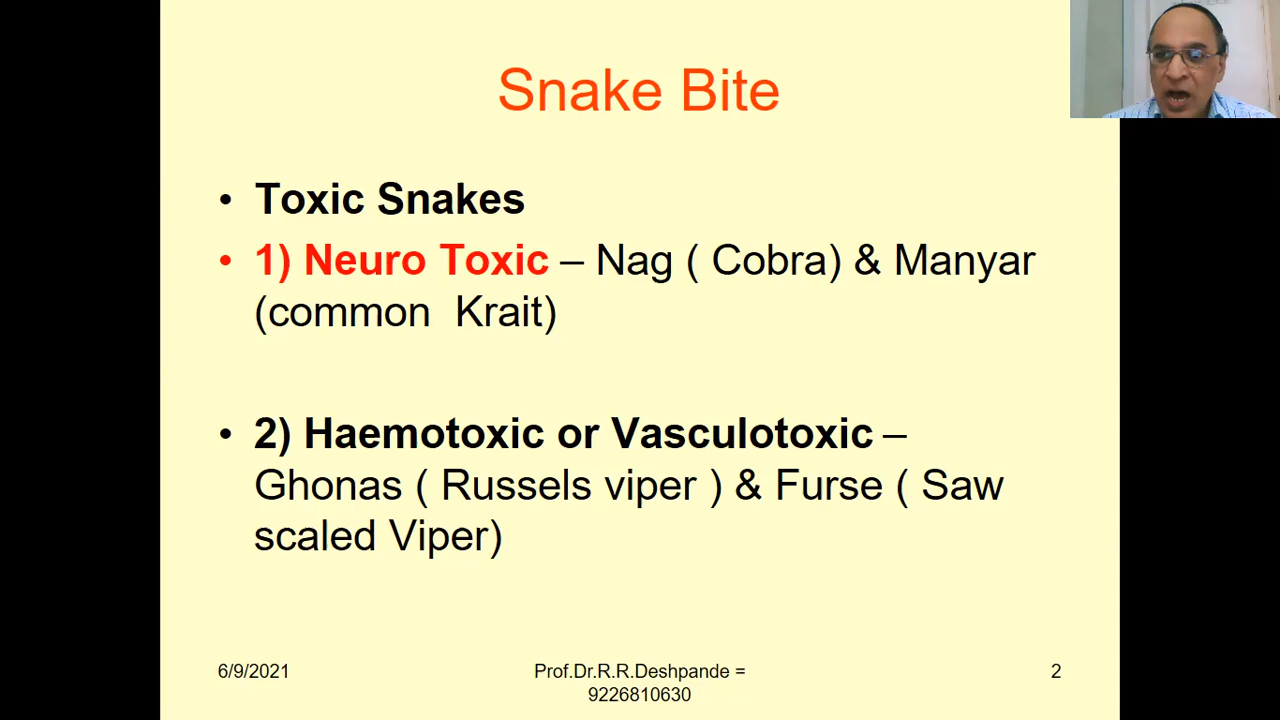 Snake Bite
• Toxic Snakes
• 1) Neuro Toxic – Nag ( Cobra) & Manyar
(common Krait)
• 2) Haemotoxic or Vasculotoxic –
Ghonas ( Russels viper ) & Furse ( Saw
scaled Viper)
6/9/2021
Prof.Dr.R.R.Deshpande =
9226810630
2